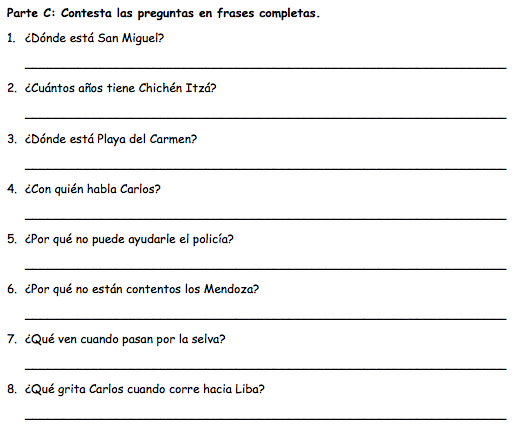 Parte C: Contesta las preguntas en frases completas.
1. ¿Dónde está San Miguel?
2. ¿Cuántos años tiene Chichén Itzá?
3. ¿Dónde está Playa del Carmen?
4. ¿Con quién habla Carlos?
5. ¿Por qué no puede ayudarle el policía?
6. ¿Por qué no están contentos los Mendoza?
7. ¿Qué ven cuando pasan por la selva?
8. ¿Qué grita Carlos cuando corre hacia Liba?